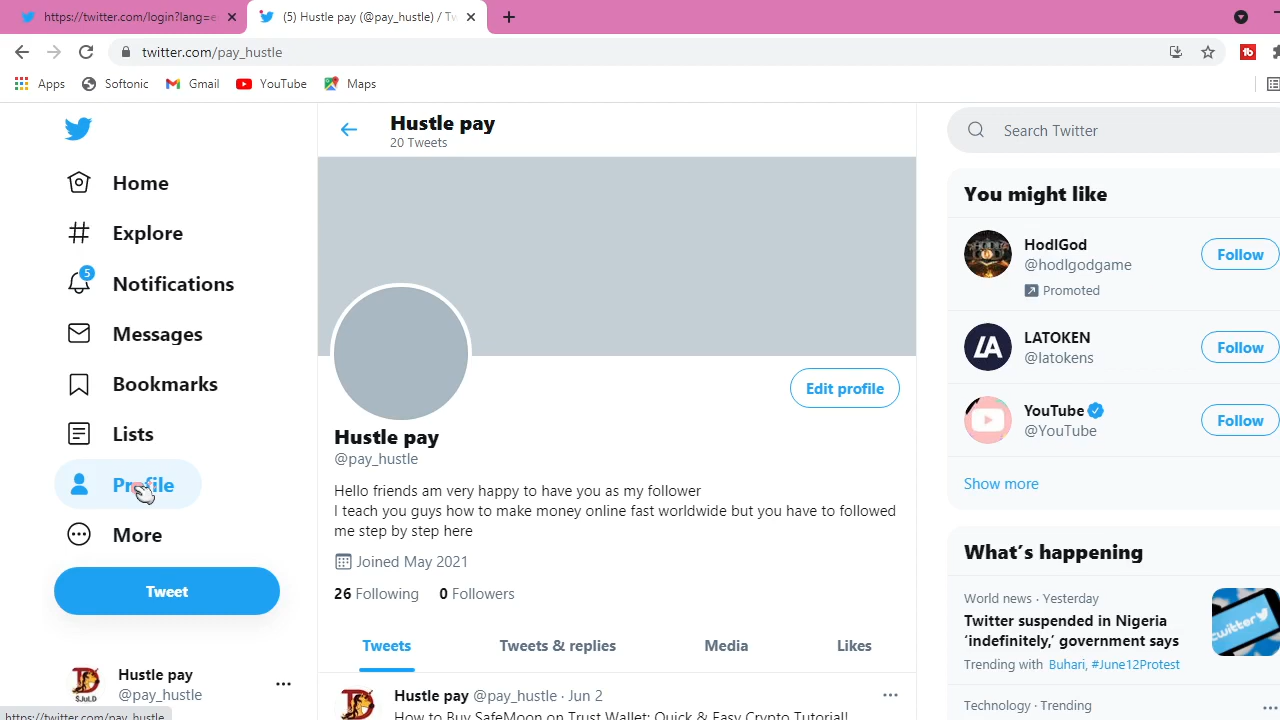 https://twitter.com/login?lang=e
(5) Hustle pay (@pay_hustle) / Tw
twitter.com/pay_hustle
Apps
Softonic
Gmail
YouTube
Maps
Home
Explore
5
Notifications
Messages
Bookmarks
Lists
Profile
More
Tweet
Hustle pay
@pay_hustle
SJULD
https://twitter.com/pay_hustle
Hustle pay
20 Tweets
Edit profile
Hustle pay
@pay_hustle
Hello friends am very happy to have you as my follower
I teach you guys how to make money online fast worldwide but you have to followed
me step by step here
Joined May 2021
26 Following 0 Followers
Tweets
Tweets & replies
Media
Likes
Hustle pay @pay_hustle · Jun 2
How to Buy SafeMoon on Trust Wallet: Quick & Easy Crypto Tutorial!
Search Twitter
You might like
HodlGod
@hodlgodgame
Promoted
Follow
LA
LATOKEN
@latokens
Follow
YouTube
@YouTube
Follow
Show more
What's happening
World news · Yesterday
Twitter suspended in Nigeria
'indefinitely,' government says
Trending with Buhari, #June12Protest
twitter
Technology · Trending